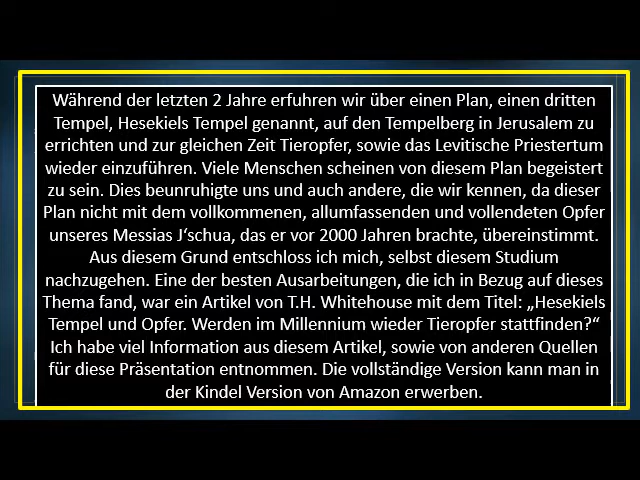 Während der letzten 2 Jahre erfuhren wir über einen Plan, einen dritten
Tempel, Hesekiels Tempel genannt, auf den Tempelberg in Jerusalem zu
errichten und zur gleichen Zeit Tieropfer, sowie das Levitische Priestertum
wieder einzuführen. Viele Menschen scheinen von diesem Plan begeistert
zu sein. Dies beunruhigte uns und auch andere, die wir kennen, da dieser
Plan nicht mit dem vollkommenen, allumfassenden und vollendeten Opfer
unseres Messias J‘schua, das er vor 2000 Jahren brachte, übereinstimmt.
Aus diesem Grund entschloss ich mich, selbst diesem Studium
nachzugehen. Eine der besten Ausarbeitungen, die ich in Bezug auf dieses
Thema fand, war ein Artikel von T.H. Whitehouse mit dem Titel: „Hesekiels
Tempel und Opfer. Werden im Millennium wieder Tieropfer stattfinden?“
Ich habe viel Information aus diesem Artikel, sowie von anderen Quellen
für diese Präsentation entnommen. Die vollständige Version kann man in
der Kindel Version von Amazon erwerben.